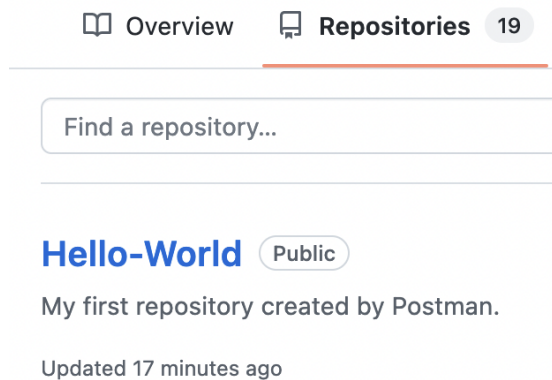 Overview Repositories 19
Find a repository...
Hello-World Public
My first repository created by Postman.
Updated 17 minutes ago